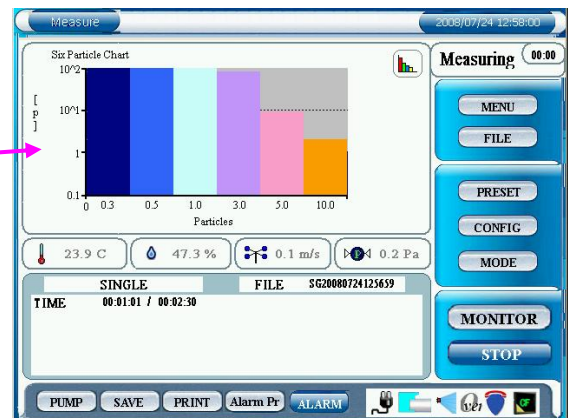 Measure
2008/07/24 12:58:00
Six Particle Chart
10^2
[ p ]
10^1
1
0.1
0 0.3 0.5 1.0 3.0 5.0 10.0
Particles
Measuring 00:00
MENU
FILE
PRESET
CONFIG
MODE
23.9 C 47.3 % 0.1 m/s P 0.2 Pa
SINGLE FILE SG20080724125659
TIME 00:01:01 / 00:02:30
MONITOR
STOP
PUMP SAVE PRINT Alarm Pr ALARM
CF